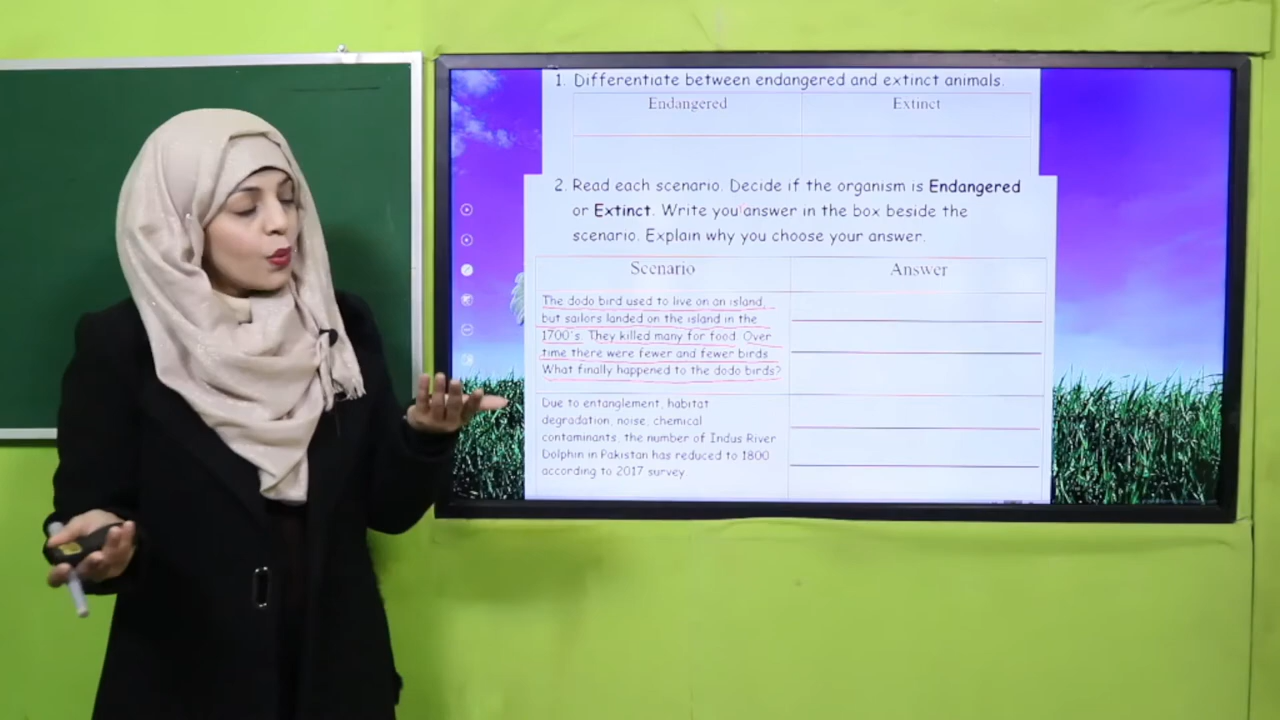 1. Differentiate between endangered and extinct animals.
Endangered
Extinct
2. Read each scenario. Decide if the organism is Endangered
or Extinct. Write you answer in the box beside the
scenario. Explain why you choose your answer.
Scenario
Answer
The dodo bird used to live on an island,
but sailors landed on the island in the
1700's. They killed many for food. Over
time there were fewer and fewer birds.
What finally happened to the dodo birds?
Due to entanglement, habitat
degradation, noise, chemical
contaminants, the number of Indus River
Dolphin in Pakistan has reduced to 1800
according to 2017 survey